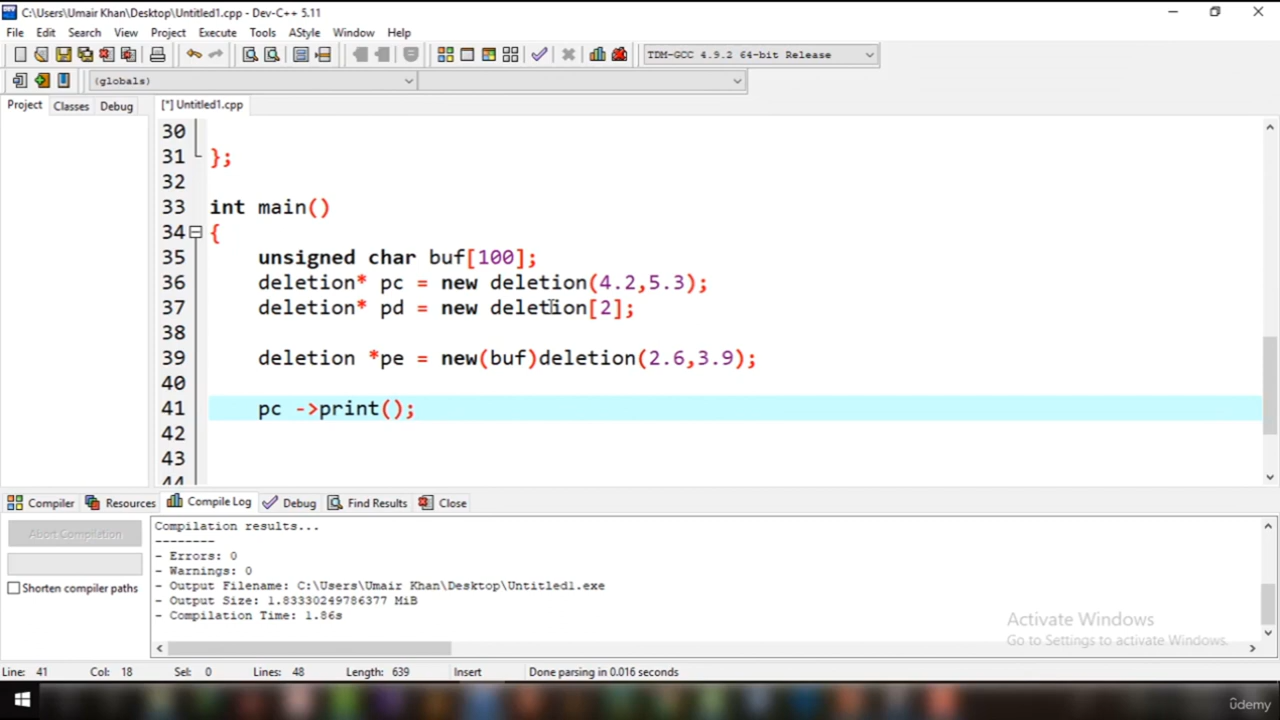 C:\Users\Umair Khan\Desktop\Untitled1.cpp - Dev-C++ 5.11
File Edit Search View Project Execute Tools AStyle Window Help
TDM-GCC 4.9.2 64-bit Release
(globals)
Project Classes Debug [*] Untitled1.cpp
30
31 };
32
33 int main()
34 {
35 unsigned char buf[100];
36 deletion* pc = new deletion(4.2,5.3);
37 deletion* pd = new deletion[2];
38
39 deletion *pe = new(buf)deletion(2.6,3.9);
40
41 pc ->print();
42
43
44
Compiler Resources Compile Log Debug Find Results Close
Abort Compilation
Shorten compiler paths
Compilation results...
--------
- Errors: 0
- Warnings: 0
- Output Filename: C:\Users\Umair Khan\Desktop\Untitled1.exe
- Output Size: 1.83330249786377 MiB
- Compilation Time: 1.86s
Activate Windows
Go to Settings to activate Windows.
Line: 41 Col: 18 Sel: 0 Lines: 48 Length: 639 Insert Done parsing in 0.016 seconds
ûdemy